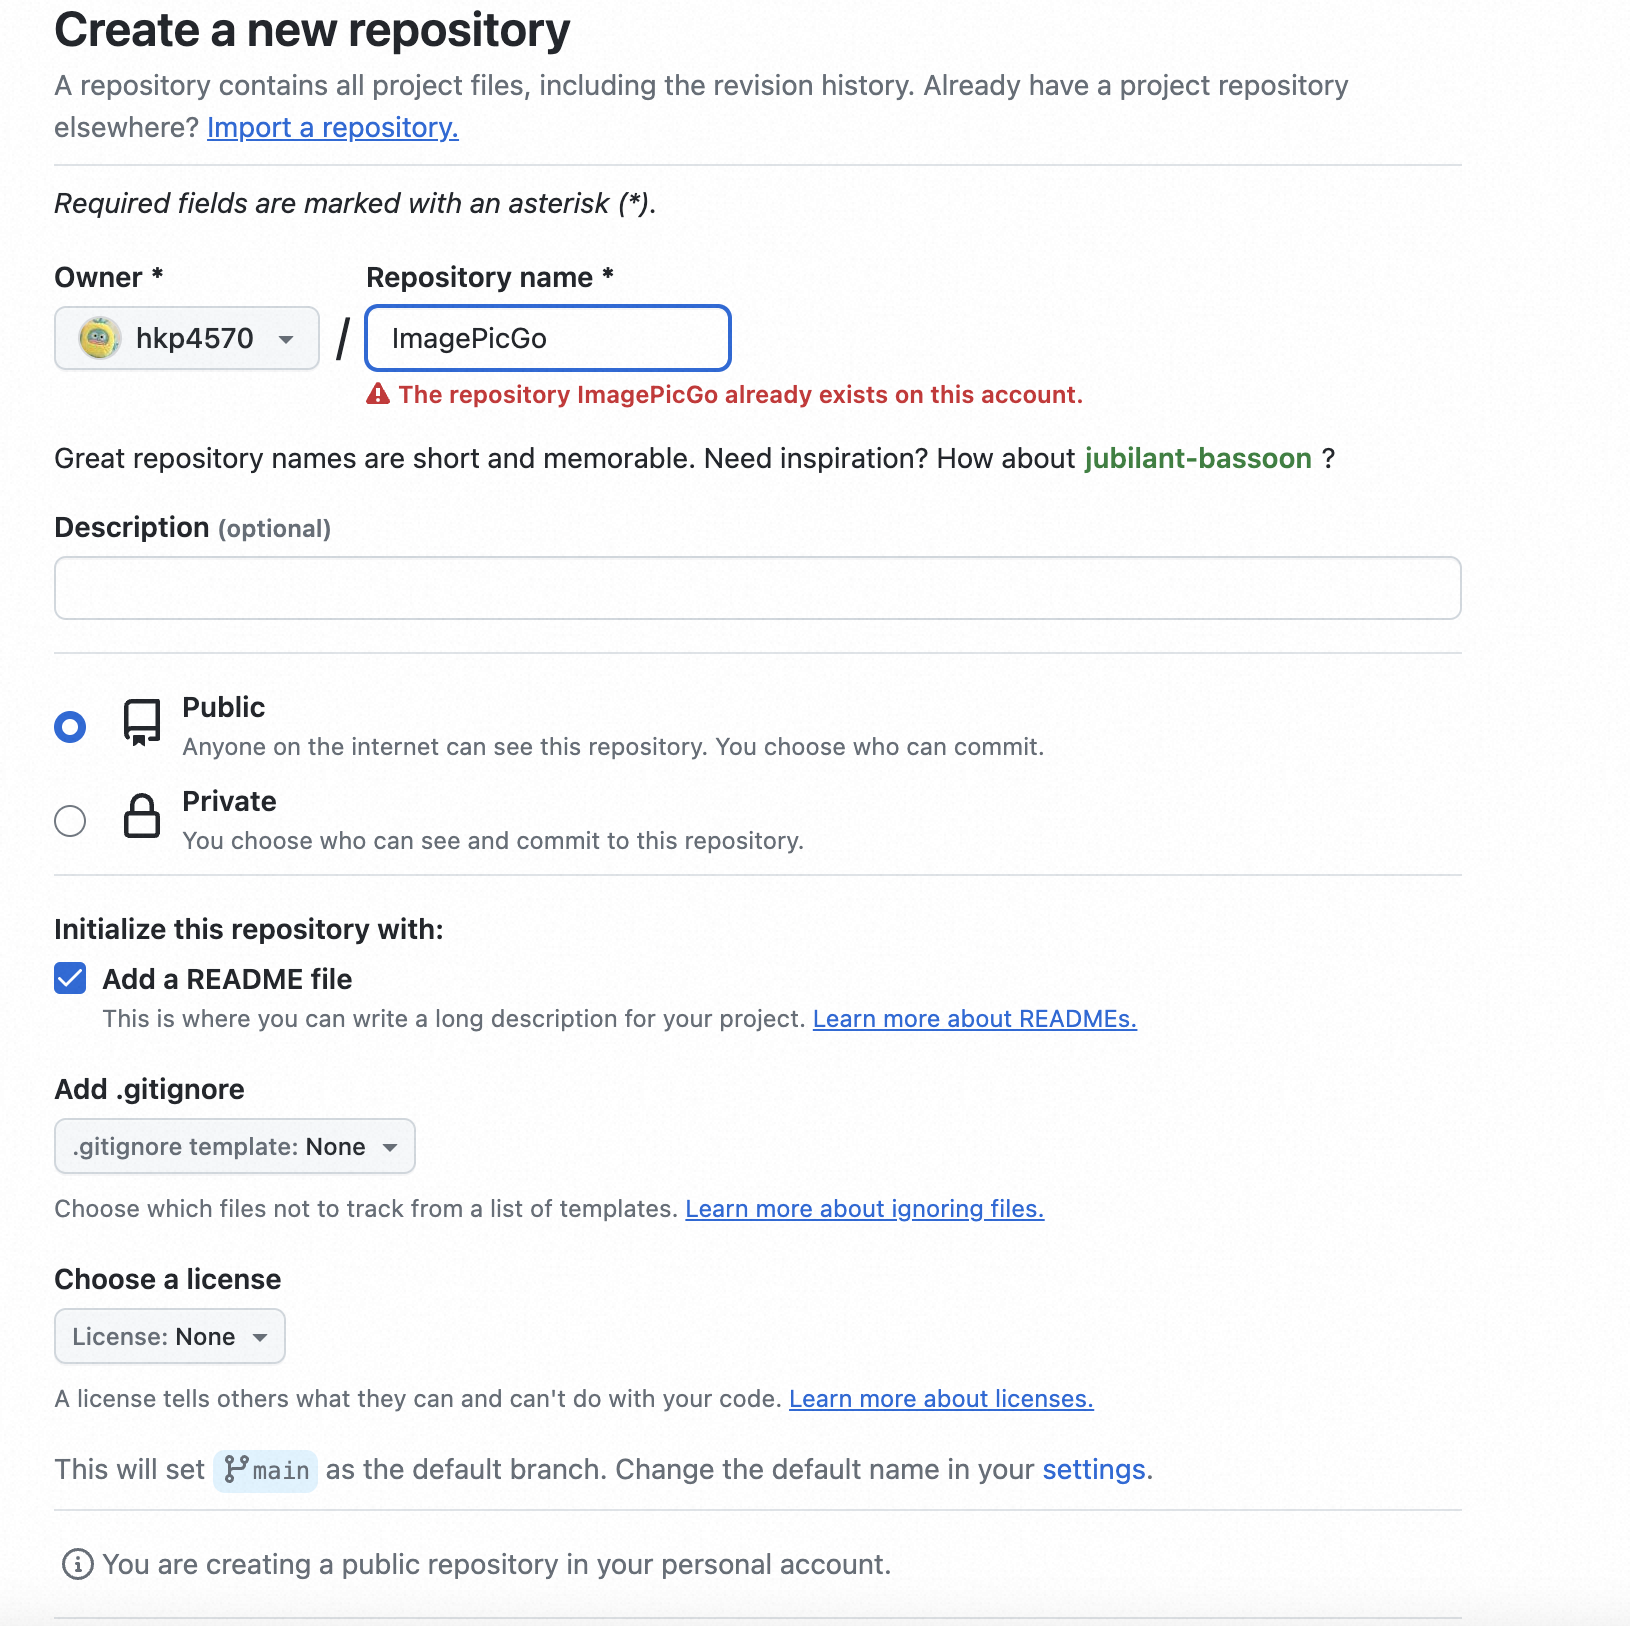 Create a new repository
A repository contains all project files, including the revision history. Already have a project repository
elsewhere? Import a repository.
Required fields are marked with an asterisk (*).
Owner * Repository name *
hkp4570 / ImagePicGo
The repository ImagePicGo already exists on this account.
Great repository names are short and memorable. Need inspiration? How about jubilant-bassoon ?
Description (optional)
Public
Anyone on the internet can see this repository. You choose who can commit.
Private
You choose who can see and commit to this repository.
Initialize this repository with:
Add a README file
This is where you can write a long description for your project. Learn more about READMEs.
Add .gitignore
.gitignore template: None
Choose which files not to track from a list of templates. Learn more about ignoring files.
Choose a license
License: None
A license tells others what they can and can't do with your code. Learn more about licenses.
This will set main as the default branch. Change the default name in your settings.
You are creating a public repository in your personal account.